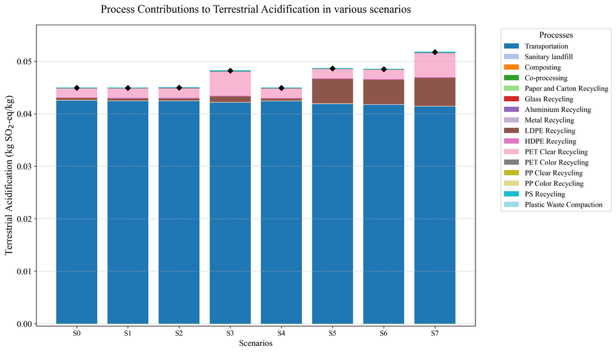 Process Contributions to Terrestrial Acidification in various scenarios
Terrestrial Acidification (kg SO₂-eq/kg)
0.05
0.04
0.03
0.02
0.01
0.00
S0 S1 S2 S3 S4 S5 S6 S7
Scenarios
Processes
Transportation
Sanitary landfill
Composting
Co-processing
Paper and Carton Recycling
Glass Recycling
Aluminium Recycling
Metal Recycling
LDPE Recycling
HDPE Recycling
PET Clear Recycling
PET Color Recycling
PP Clear Recycling
PP Color Recycling
PS Recycling
Plastic Waste Compaction